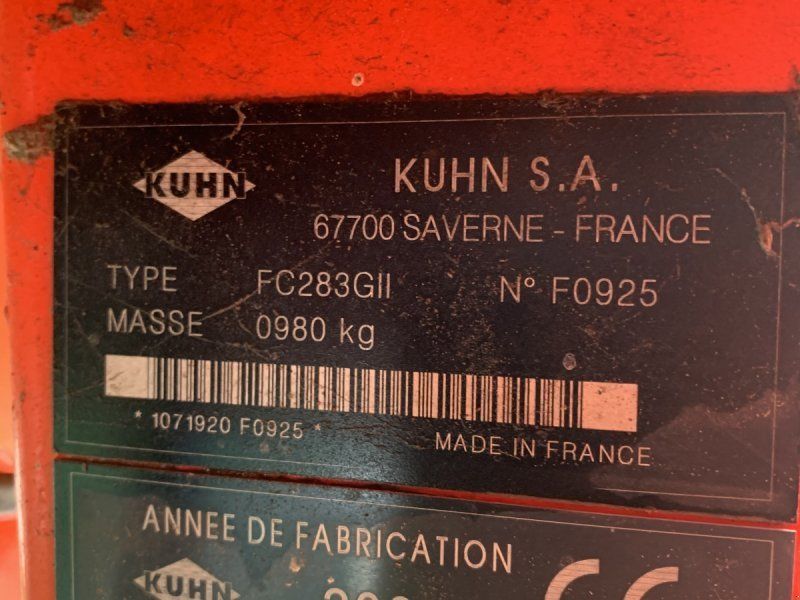 KUHN
KUHN S.A.
67700 SAVERNE - FRANCE
TYPE FC283GII N° F0925
MASSE 0980 kg
* 1071920 F0925 *
MADE IN FRANCE
ANNEE DE FABRICATION
KUHN
CE